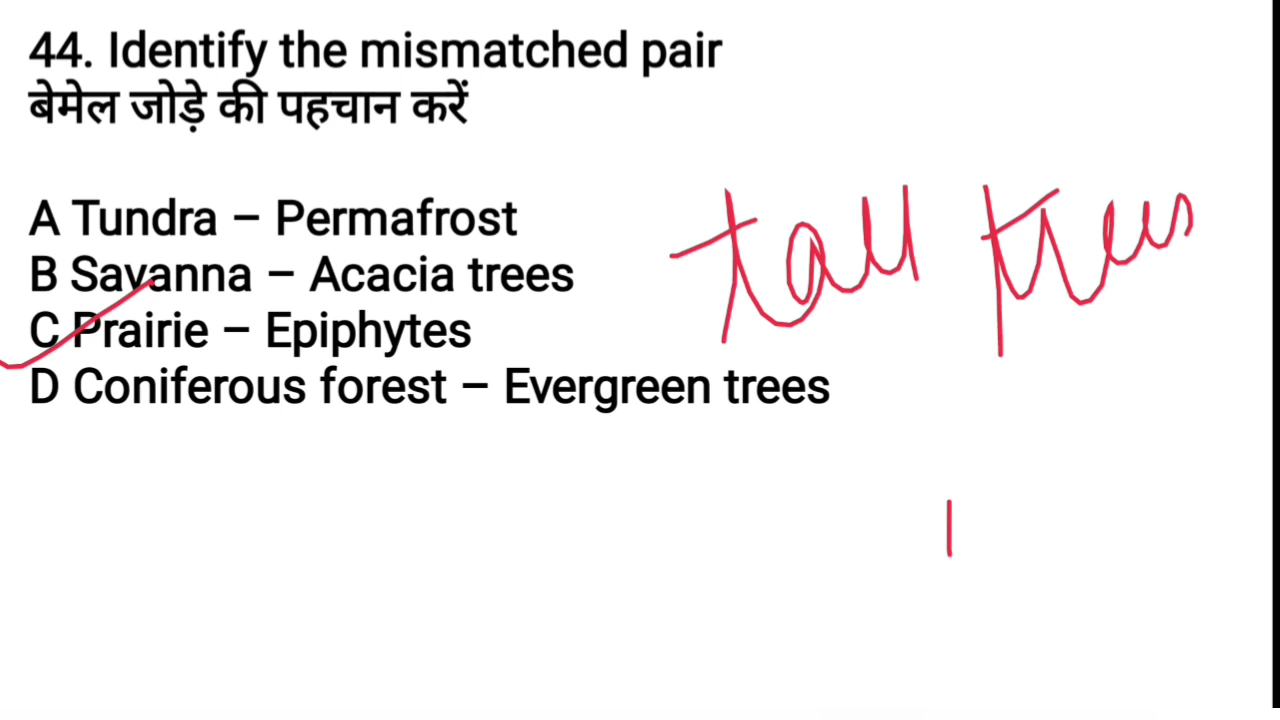 44. Identify the mismatched pair
बेमेल जोड़े की पहचान करें
A Tundra – Permafrost
B Savanna – Acacia trees
C Prairie – Epiphytes
D Coniferous forest – Evergreen trees
tall trees